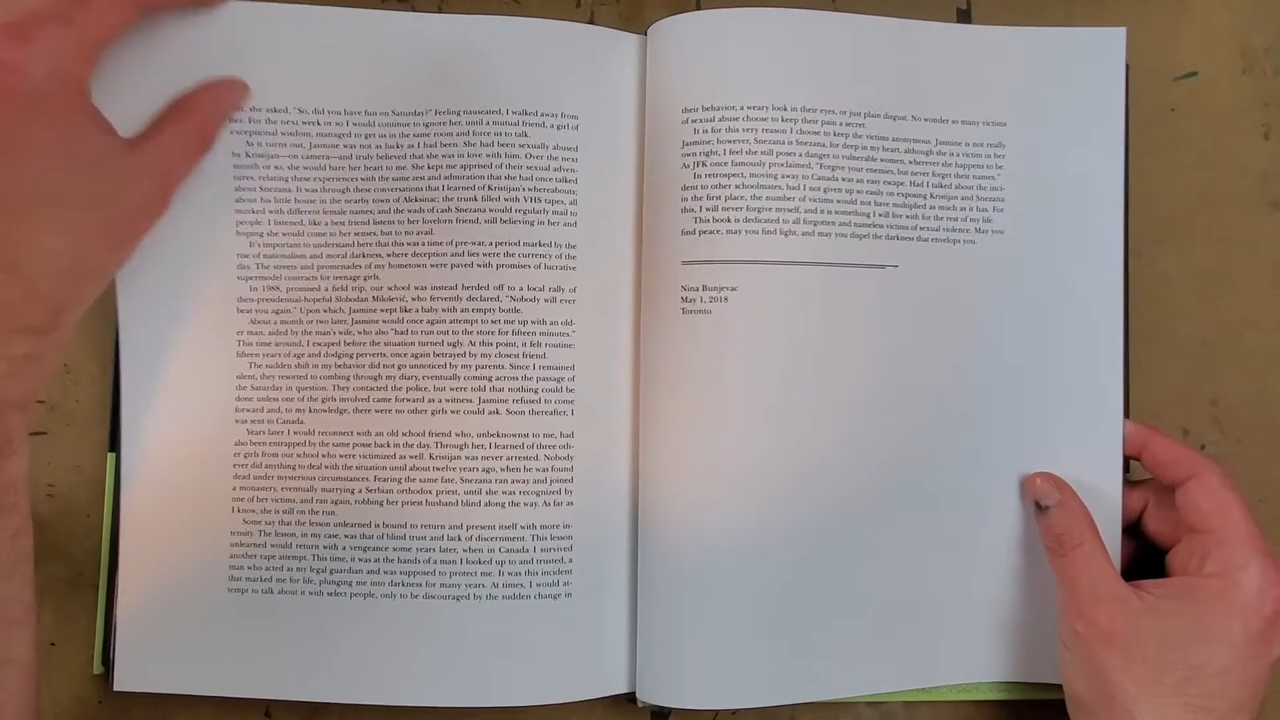 she asked, "So, did you have fun on Saturday?" Feeling nauseated, I walked away from
her. For the next week or so I would continue to ignore her, until a mutual friend, a girl of
exceptional wisdom, managed to get us in the same room and force us to talk.
As it turns out, Jasmine was not as lucky as I had been. She had been sexually abused
by Kristijan—on camera—and truly believed that she was in love with him. Over the next
month or so, she would bare her heart to me. She kept me apprised of their sexual adven-
tures, relating these experiences with the same zest and admiration that she had once talked
about Snezana. It was through these conversations that I learned of Kristijan's whereabouts;
about his little house in the nearby town of Aleksinac; the trunk filled with VHS tapes, all
marked with different female names; and the wads of cash Snezana would regularly mail to
people. I listened, like a best friend listens to her lovelorn friend, still believing in her and
hoping she would come to her senses, but to no avail.
It's important to understand here that this was a time of pre-war, a period marked by the
rise of nationalism and moral darkness, where deception and lies were the currency of the
day. The streets and promenades of my hometown were paved with promises of lucrative
supermodel contracts for teenage girls.
In 1988, promised a field trip, our school was instead herded off to a local rally of
then-presidential-hopeful Slobodan Milošević, who fervently declared, "Nobody will ever
beat you again." Upon which, Jasmine wept like a baby with an empty bottle.
About a month or two later, Jasmine would once again attempt to set me up with an old-
er man, aided by the man's wife, who also "had to run out to the store for fifteen minutes."
This time around, I escaped before the situation turned ugly. At this point, it felt routine:
fifteen years of age and dodging perverts, once again betrayed by my closest friend.
The sudden shift in my behavior did not go unnoticed by my parents. Since I remained
silent, they resorted to combing through my diary, eventually coming across the passage of
the Saturday in question. They contacted the police, but were told that nothing could be
done unless one of the girls involved came forward as a witness. Jasmine refused to come
forward and, to my knowledge, there were no other girls we could ask. Soon thereafter, I
was sent to Canada.
Years later I would reconnect with an old school friend who, unbeknownst to me, had
also been entrapped by the same posse back in the day. Through her, I learned of three oth-
er girls from our school who were victimized as well. Kristijan was never arrested. Nobody
ever did anything to deal with the situation until about twelve years ago, when he was found
dead under mysterious circumstances. Fearing the same fate, Snezana ran away and joined
a monastery, eventually marrying a Serbian orthodox priest, until she was recognized by
one of her victims, and ran again, robbing her priest husband blind along the way. As far as
I know, she is still on the run.
Some say that the lesson unlearned is bound to return and present itself with more in-
tensity. The lesson, in my case, was that of blind trust and lack of discernment. This lesson
unlearned would return with a vengeance some years later, when in Canada I survived
another rape attempt. This time, it was at the hands of a man I looked up to and trusted, a
man who acted as my legal guardian and was supposed to protect me. It was this incident
that marked me for life, plunging me into darkness for many years. At times, I would at-
tempt to talk about it with select people, only to be discouraged by the sudden change in
their behavior, a weary look in their eyes, or just plain disgust. No wonder so many victims
of sexual abuse choose to keep their pain a secret.
It is for this very reason I choose to keep the victims anonymous. Jasmine is not really
Jasmine; however, Snezana is Snezana, for deep in my heart, although she is a victim in her
own right, I feel she still poses a danger to vulnerable women, wherever she happens to be.
As JFK once famously proclaimed, "Forgive your enemies, but never forget their names."
In retrospect, moving away to Canada was an easy escape. Had I talked about the inci-
dent to other schoolmates, had I not given up so easily on exposing Kristijan and Snezana
in the first place, the number of victims would not have multiplied as much as it has. For
this, I will never forgive myself, and it is something I will live with for the rest of my life.
This book is dedicated to all forgotten and nameless victims of sexual violence. May you
find peace, may you find light, and may you dispel the darkness that envelops you.
Nina Bunjevac
May 1, 2018
Toronto